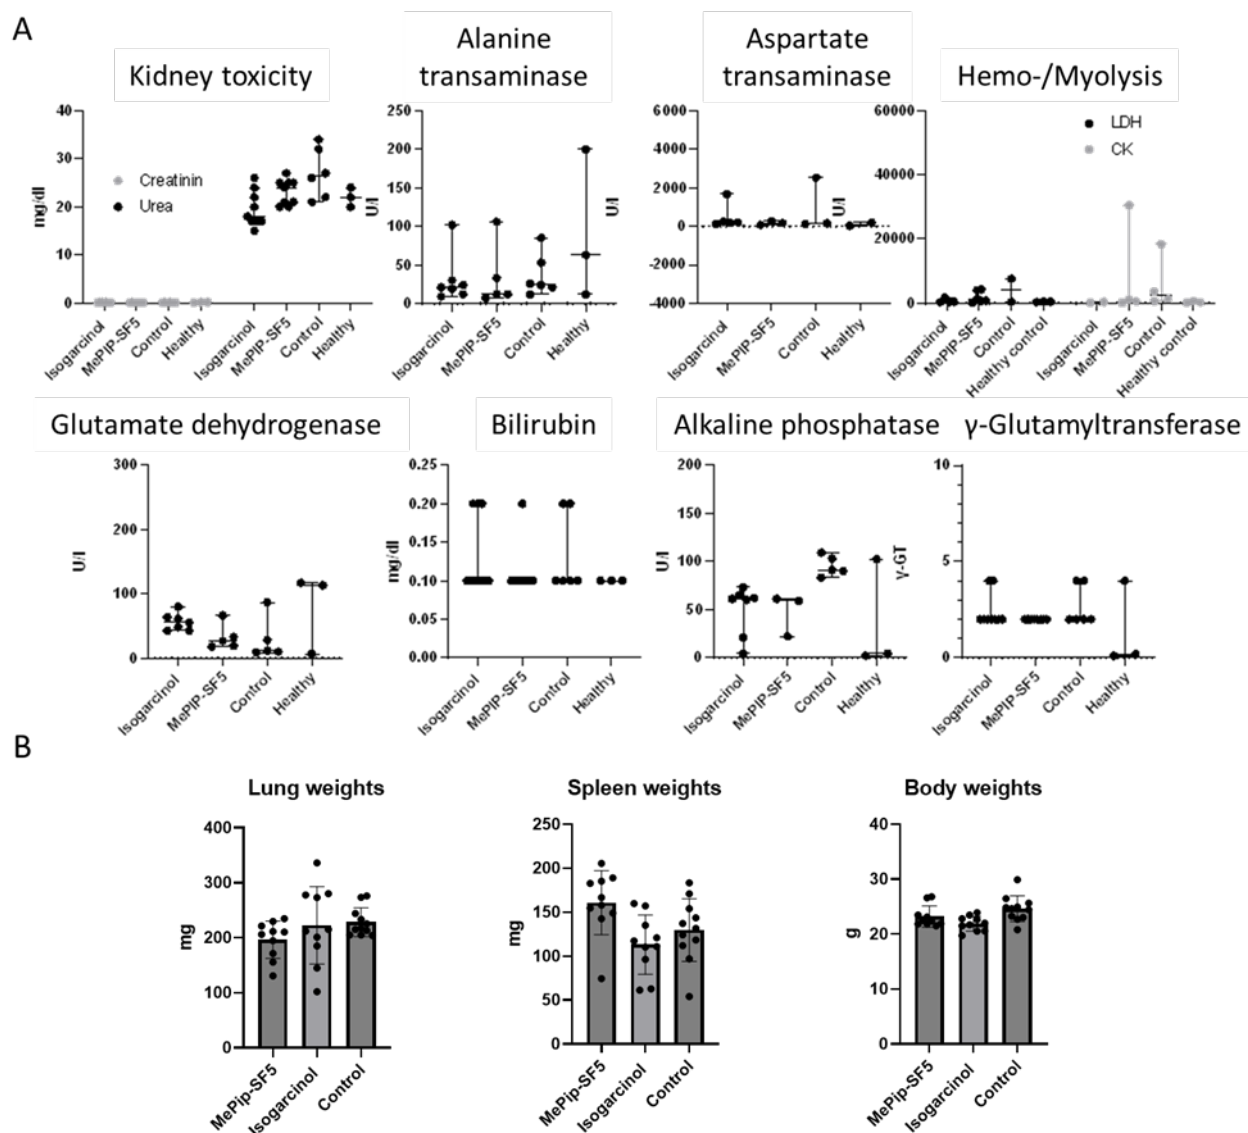 A
Kidney toxicity
Alanine
transaminase
Aspartate
transaminase
Hemo-/Myolysis
mg/dl
40
30
20
10
0
Creatinin
Urea
Isogarcinol
MePIP-SF5
Control
Healthy
Isogarcinol
MePIP-SF5
Control
Healthy
U/l
250
200
150
100
50
0
Isogarcinol
MePIP-SF5
Control
Healthy
U/l
6000
4000
2000
0
-2000
-4000
Isogarcinol
MePIP-SF5
Control
Healthy
U/l
60000
40000
20000
0
LDH
CK
Isogarcinol
MePIP-SF5
Control
Healthy control
Isogarcinol
MePIP-SF5
Control
Healthy control
Glutamate dehydrogenase
Bilirubin
Alkaline phosphatase
γ-Glutamyltransferase
U/l
300
200
100
0
Isogarcinol
MePIP-SF5
Control
Healthy
mg/dl
0.25
0.20
0.15
0.10
0.05
0.00
Isogarcinol
MePIP-SF5
Control
Healthy
U/l
200
150
100
50
0
Isogarcinol
MePIP-SF5
Control
Healthy
γ-GT
10
5
0
Isogarcinol
MePIP-SF5
Control
Healthy
B
Lung weights
mg
400
300
200
100
0
MePip-SF5
Isogarcinol
Control
Spleen weights
mg
250
200
150
100
50
0
MePip-SF5
Isogarcinol
Control
Body weights
g
40
30
20
10
0
MePip-SF5
Isogarcinol
Control